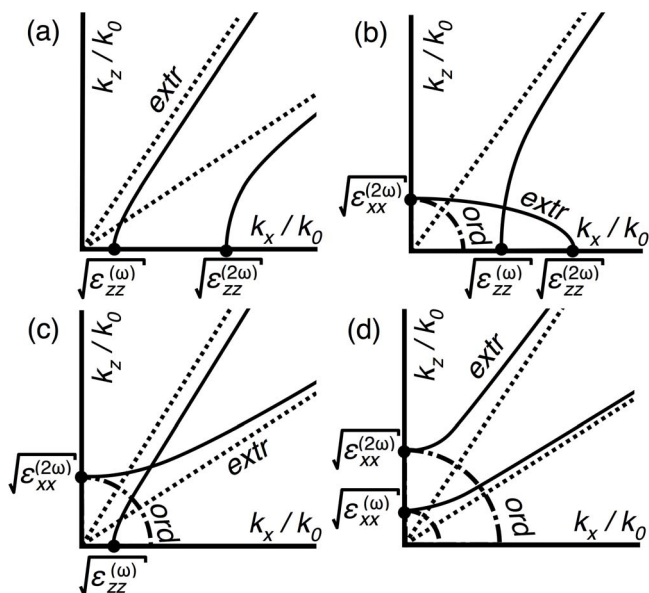 (a)
k_z / k_0
extr
k_x / k_0
√ε_zz^(ω)
√ε_zz^(2ω)
(b)
k_z / k_0
√ε_xx^(2ω)
ord
extr
k_x / k_0
√ε_zz^(ω)
√ε_zz^(2ω)
(c)
k_z / k_0
√ε_xx^(2ω)
extr
ord
k_x / k_0
√ε_zz^(ω)
(d)
k_z / k_0
extr
√ε_xx^(2ω)
√ε_xx^(ω)
ord
k_x / k_0